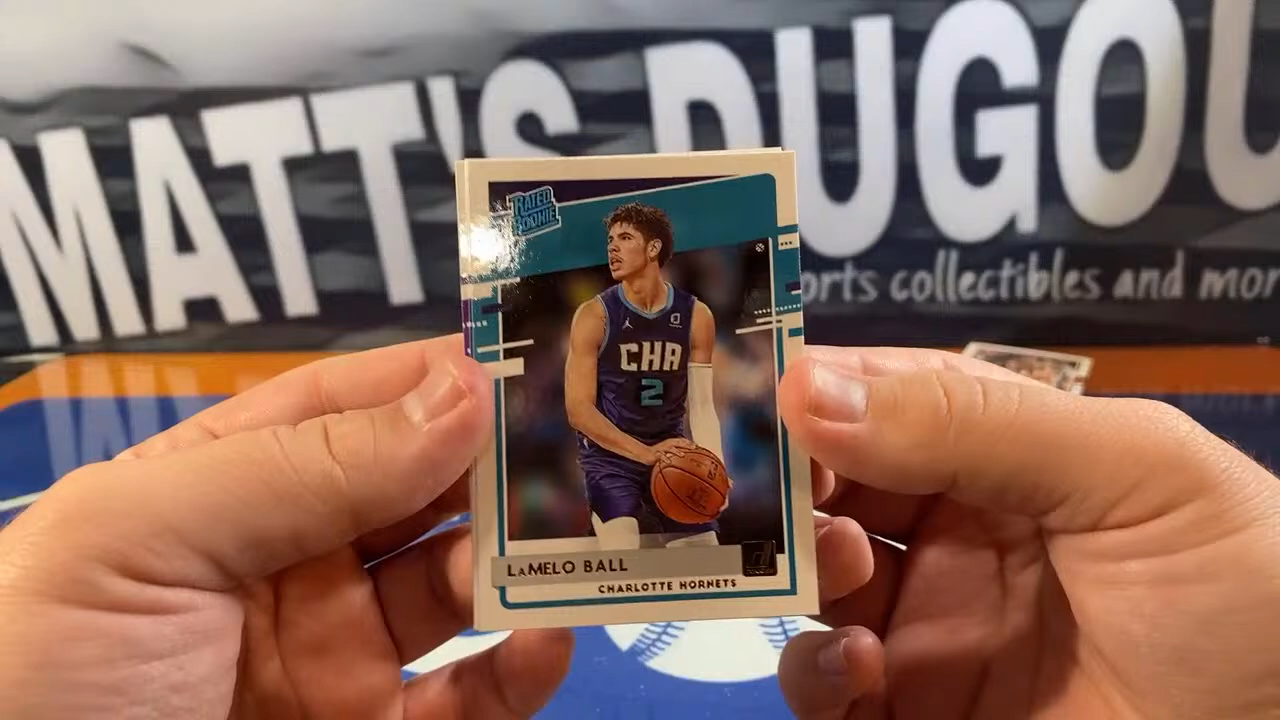 MATT'S DUGOU
orts collectibles and mor
RATED
ROOKIE
CHA
2
LaMELO BALL
CHARLOTTE HORNETS